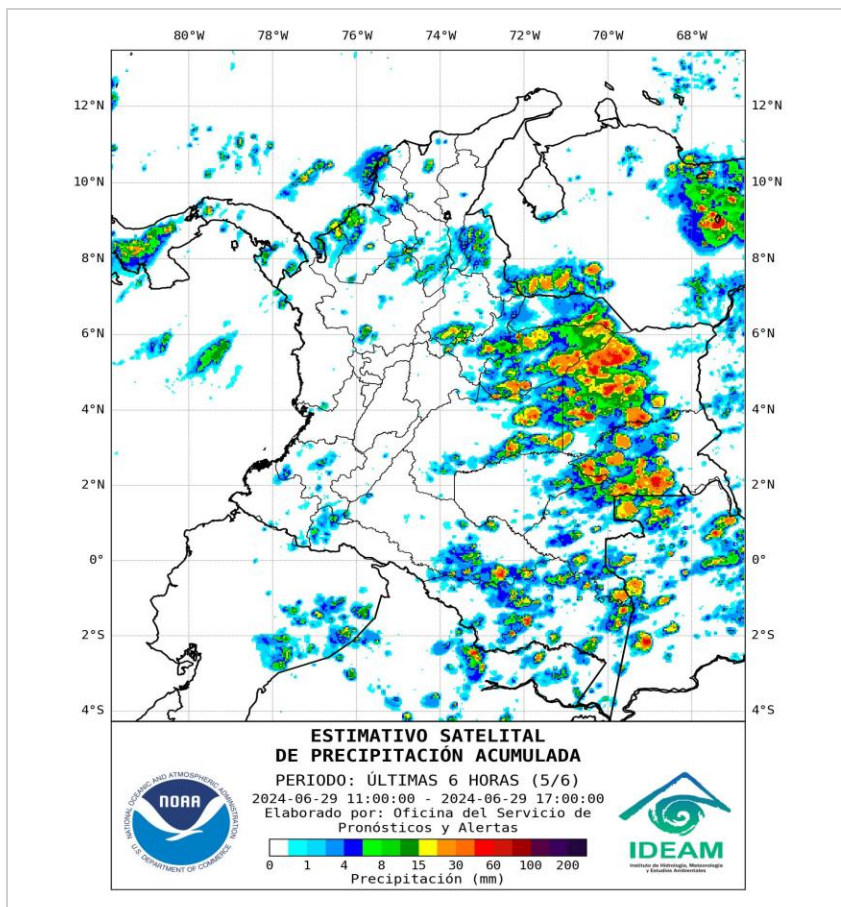 80°W 78°W 76°W 74°W 72°W 70°W 68°W
12°N 12°N
10°N 10°N
8°N 8°N
6°N 6°N
4°N 4°N
2°N 2°N
0° 0°
2°S 2°S
4°S 4°S
ESTIMATIVO SATELITAL
DE PRECIPITACIÓN ACUMULADA
PERIODO: ÚLTIMAS 6 HORAS (5/6)
2024-06-29 11:00:00 - 2024-06-29 17:00:00
Elaborado por: Oficina del Servicio de
Pronósticos y Alertas
0 1 4 8 15 30 60 100 200
Precipitación (mm)
NATIONAL OCEANIC AND ATMOSPHERIC ADMINISTRATION
NOAA
U.S. DEPARTMENT OF COMMERCE
IDEAM
Instituto de Hidrología, Meteorología
y Estudios Ambientales